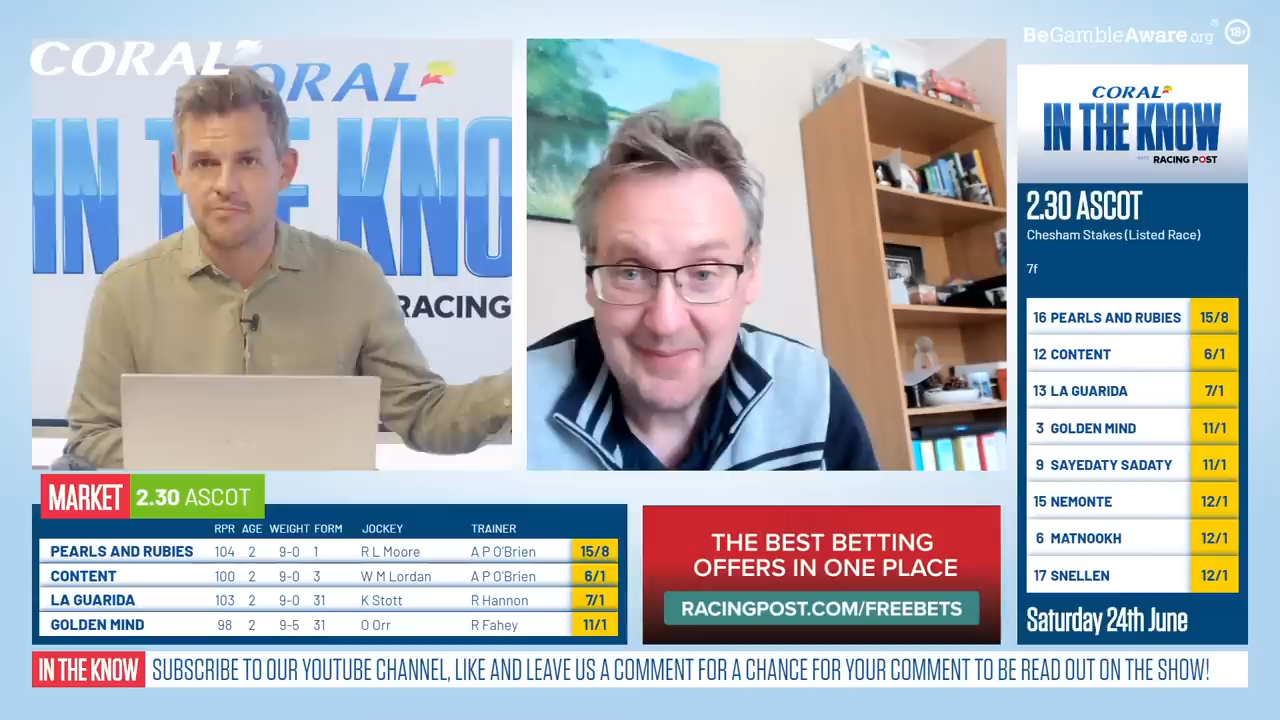 CORAL
BeGambleAware.org®
18+
CORAL
IN THE KNO
RACING
CORAL
IN THE KNOW
WITH RACING POST
2.30 ASCOT
Chesham Stakes (Listed Race)
7f
16 PEARLS AND RUBIES 15/8
12 CONTENT 6/1
13 LA GUARIDA 7/1
3 GOLDEN MIND 11/1
9 SAYEDATY SADATY 11/1
15 NEMONTE 12/1
6 MATNOOKH 12/1
17 SNELLEN 12/1
Saturday 24th June
MARKET 2.30 ASCOT
RPR AGE WEIGHT FORM JOCKEY TRAINER
PEARLS AND RUBIES 104 2 9-0 1 R L Moore A P O'Brien 15/8
CONTENT 100 2 9-0 3 W M Lordan A P O'Brien 6/1
LA GUARIDA 103 2 9-0 31 K Stott R Hannon 7/1
GOLDEN MIND 98 2 9-5 31 O Orr R Fahey 11/1
THE BEST BETTING
OFFERS IN ONE PLACE
RACINGPOST.COM/FREEBETS
IN THE KNOW SUBSCRIBE TO OUR YOUTUBE CHANNEL, LIKE AND LEAVE US A COMMENT FOR A CHANCE FOR YOUR COMMENT TO BE READ OUT ON THE SHOW!